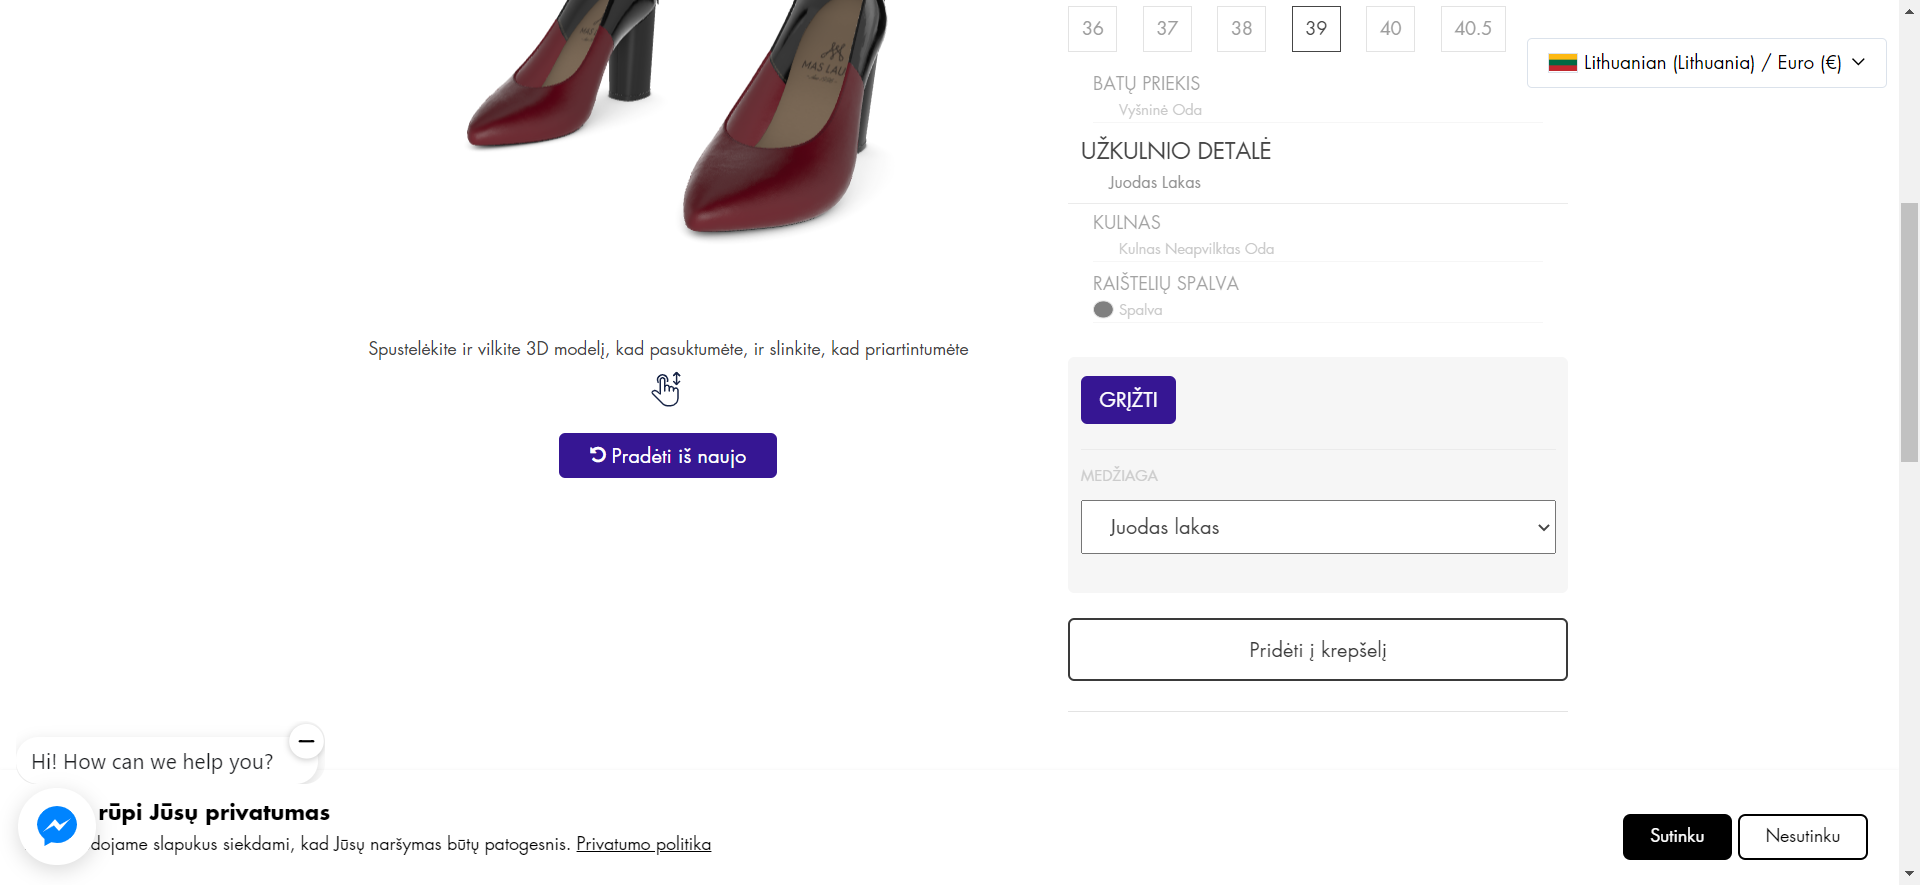 MAS LAU
36
37
38
39
40
40.5
Lithuanian (Lithuania) / Euro (€)
BATŲ PRIEKIS
Vyšninė Oda
UŽKULNIO DETALĖ
Juodas Lakas
KULNAS
Kulnas Neapvilktas Oda
RAIŠTELIŲ SPALVA
Spalva
Spustelėkite ir vilkite 3D modelį, kad pasuktumėte, ir slinkite, kad priartintumėte
Pradėti iš naujo
GRĮŽTI
MEDŽIAGA
Juodas lakas
Pridėti į krepšelį
Hi! How can we help you?
rūpi Jūsų privatumas
dojame slapukus siekdami, kad Jūsų naršymas būtų patogesnis. Privatumo politika
Sutinku
Nesutinku